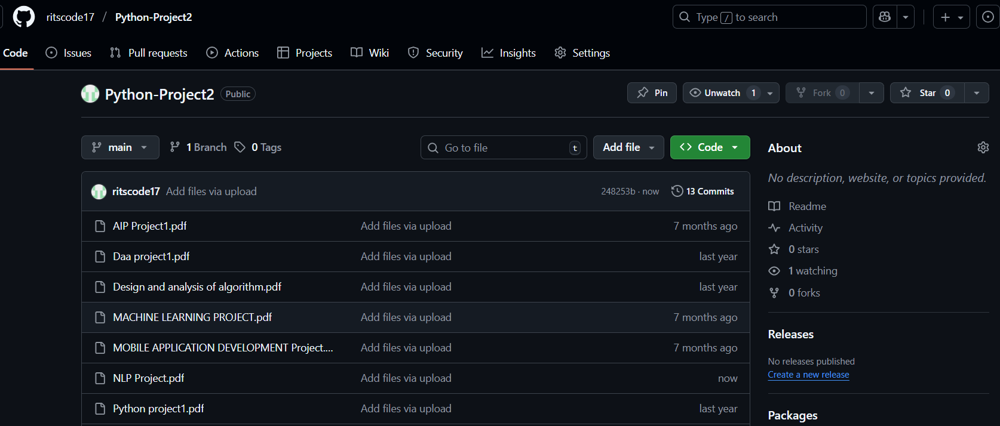 ritscode17 / Python-Project2
Type / to search
Code Issues Pull requests Actions Projects Wiki Security Insights Settings
Python-Project2 Public
Pin Unwatch 1 Fork 0 Star 0
main 1 Branch 0 Tags
Go to file t Add file Code
ritscode17 Add files via upload 248253b · now 13 Commits
AIP Project1.pdf Add files via upload 7 months ago
Daa project1.pdf Add files via upload last year
Design and analysis of algorithm.pdf Add files via upload last year
MACHINE LEARNING PROJECT.pdf Add files via upload 7 months ago
MOBILE APPLICATION DEVELOPMENT Project.... Add files via upload 7 months ago
NLP Project.pdf Add files via upload now
Python project1.pdf Add files via upload last year
About
No description, website, or topics provided.
Readme
Activity
0 stars
1 watching
0 forks
Releases
No releases published
Create a new release
Packages